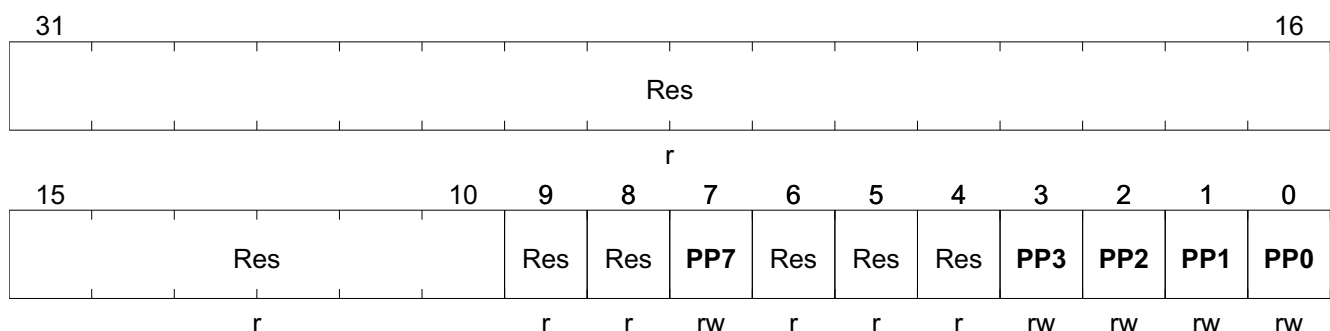 31 16
Res
r
15 10 9 8 7 6 5 4 3 2 1 0
Res Res Res PP7 Res Res Res PP3 PP2 PP1 PP0
r r r rw r r r rw rw rw rw